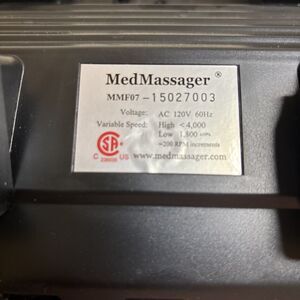 MedMassager ®
MMF07-15027003
Voltage: AC 120V 60Hz
Variable Speed: High <4,000
Low 1,800
+200 RPM increments
C US
www.medmassager.com